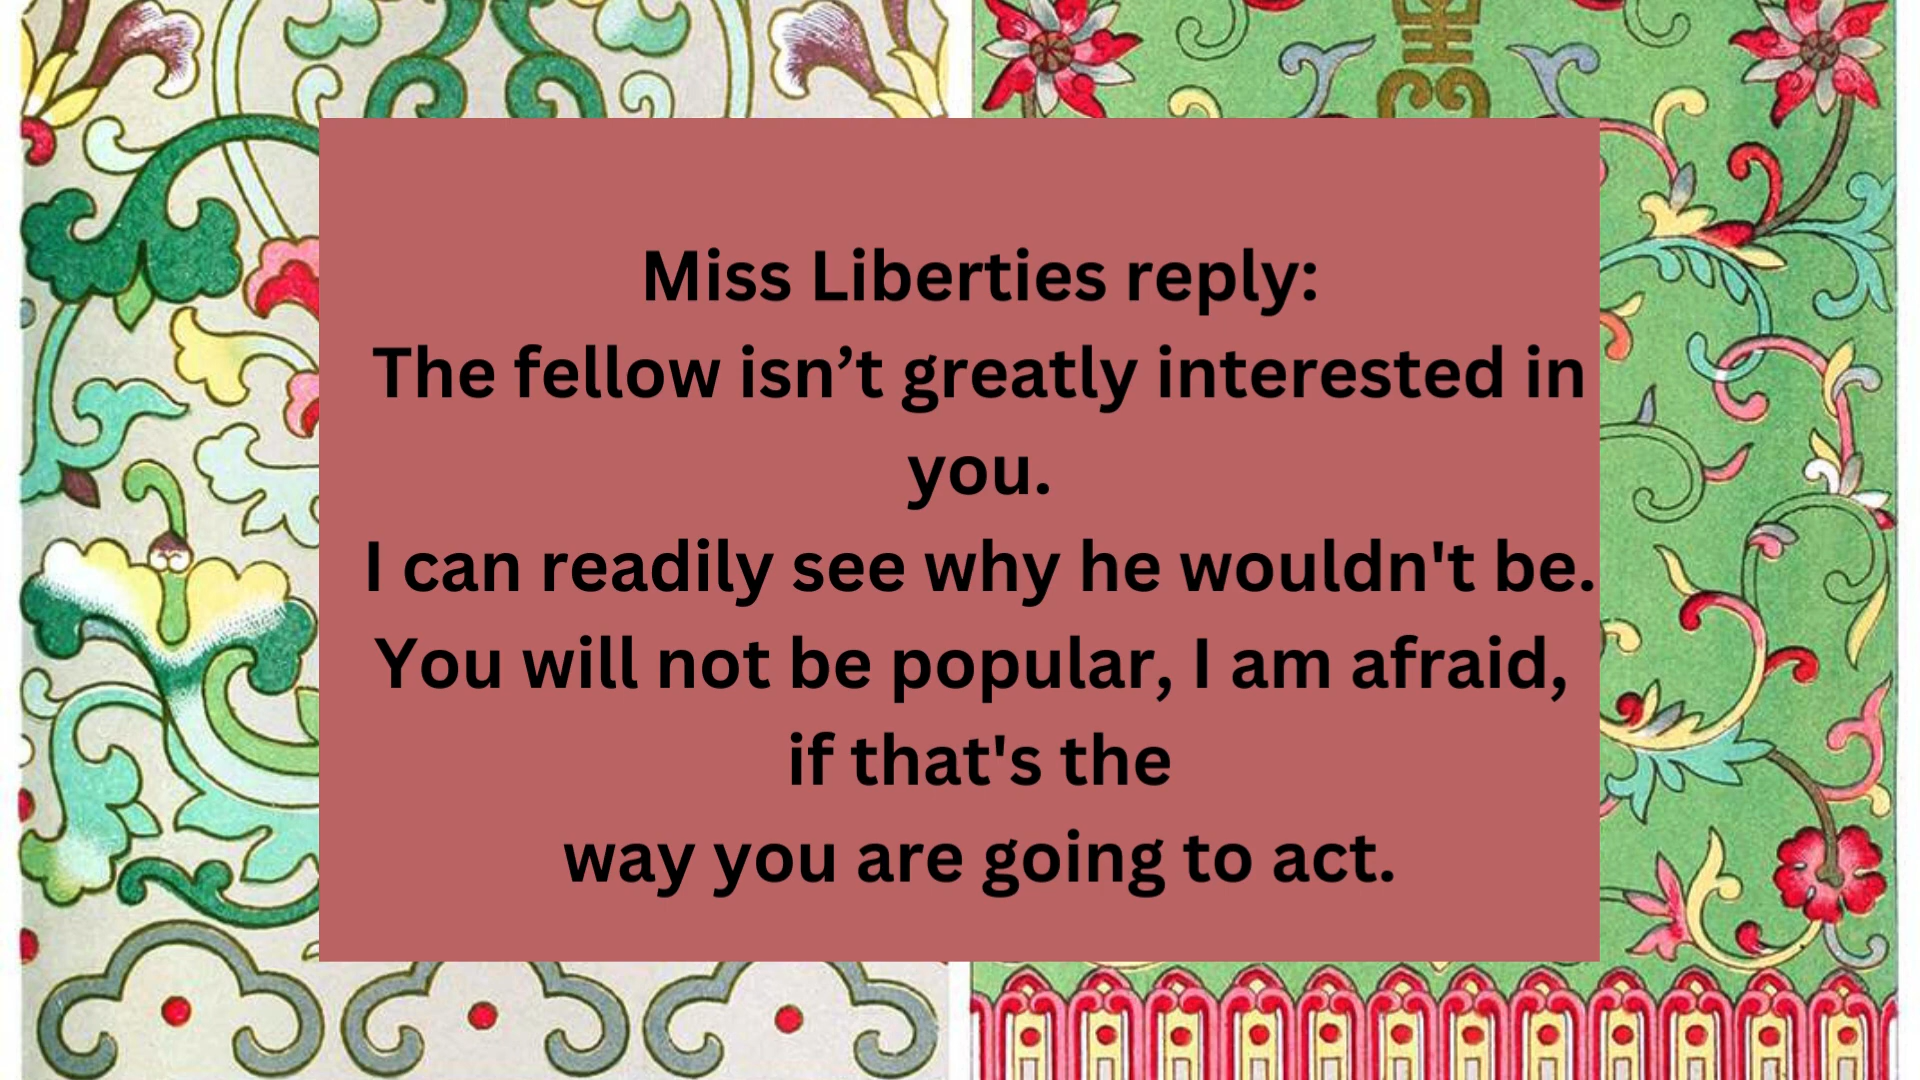 Miss Liberties reply:
The fellow isn’t greatly interested in
you.
I can readily see why he wouldn't be.
You will not be popular, I am afraid,
if that's the
way you are going to act.